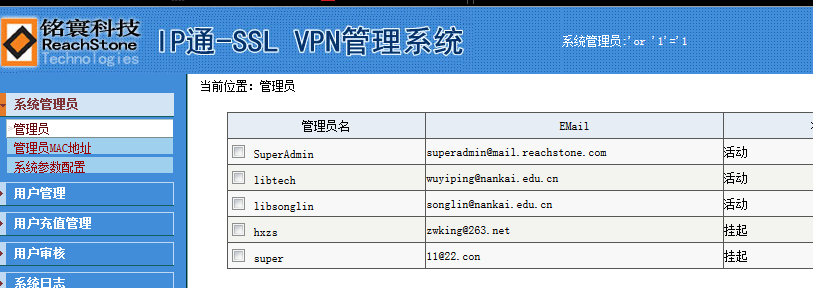 铭寰科技
ReachStone
Technologies
IP通-SSL VPN管理系统
系统管理员:'or '1'='1
当前位置：管理员
系统管理员
管理员
管理员MAC地址
系统参数配置
用户管理
用户充值管理
用户审核
系统日志
管理员名 EMail
SuperAdmin superadmin@mail.reachstone.com 活动
libtech wuyiping@nankai.edu.cn 活动
libsonglin songlin@nankai.edu.cn 活动
hxzs zwking@263.net 挂起
super 11@22.con 挂起